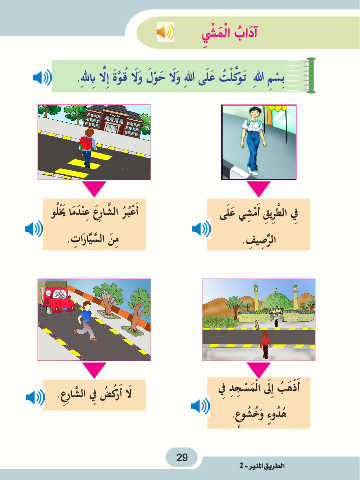 آدَابُ الْمَشْيِ
بِسْمِ اللهِ تَوَكَّلْتُ عَلَى اللهِ وَلَا حَوْلَ وَلَا قُوَّةَ إِلَّا بِاللهِ.
فِي الطَّرِيقِ أَمْشِي عَلَى
الرَّصِيفِ.
أَعْبُرُ الشَّارِعَ عِنْدَمَا يَخْلُو
مِنَ السَّيَّارَاتِ.
أَذْهَبُ إِلَى الْمَسْجِدِ فِي
هُدُوءٍ وَخُشُوعٍ.
لَا أَرْكُضُ فِي الشَّارِعِ.
29
الطريق المنير - 2